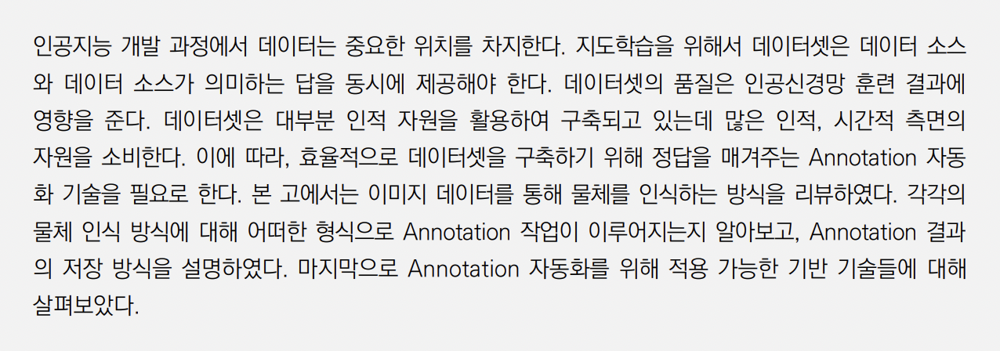 인공지능 개발 과정에서 데이터는 중요한 위치를 차지한다. 지도학습을 위해서 데이터셋은 데이터 소스
와 데이터 소스가 의미하는 답을 동시에 제공해야 한다. 데이터셋의 품질은 인공신경망 훈련 결과에
영향을 준다. 데이터셋은 대부분 인적 자원을 활용하여 구축되고 있는데 많은 인적, 시간적 측면의
자원을 소비한다. 이에 따라, 효율적으로 데이터셋을 구축하기 위해 정답을 매겨주는 Annotation 자동
화 기술을 필요로 한다. 본 고에서는 이미지 데이터를 통해 물체를 인식하는 방식을 리뷰하였다. 각각의
물체 인식 방식에 대해 어떠한 형식으로 Annotation 작업이 이루어지는지 알아보고, Annotation 결과
의 저장 방식을 설명하였다. 마지막으로 Annotation 자동화를 위해 적용 가능한 기반 기술들에 대해
살펴보았다.